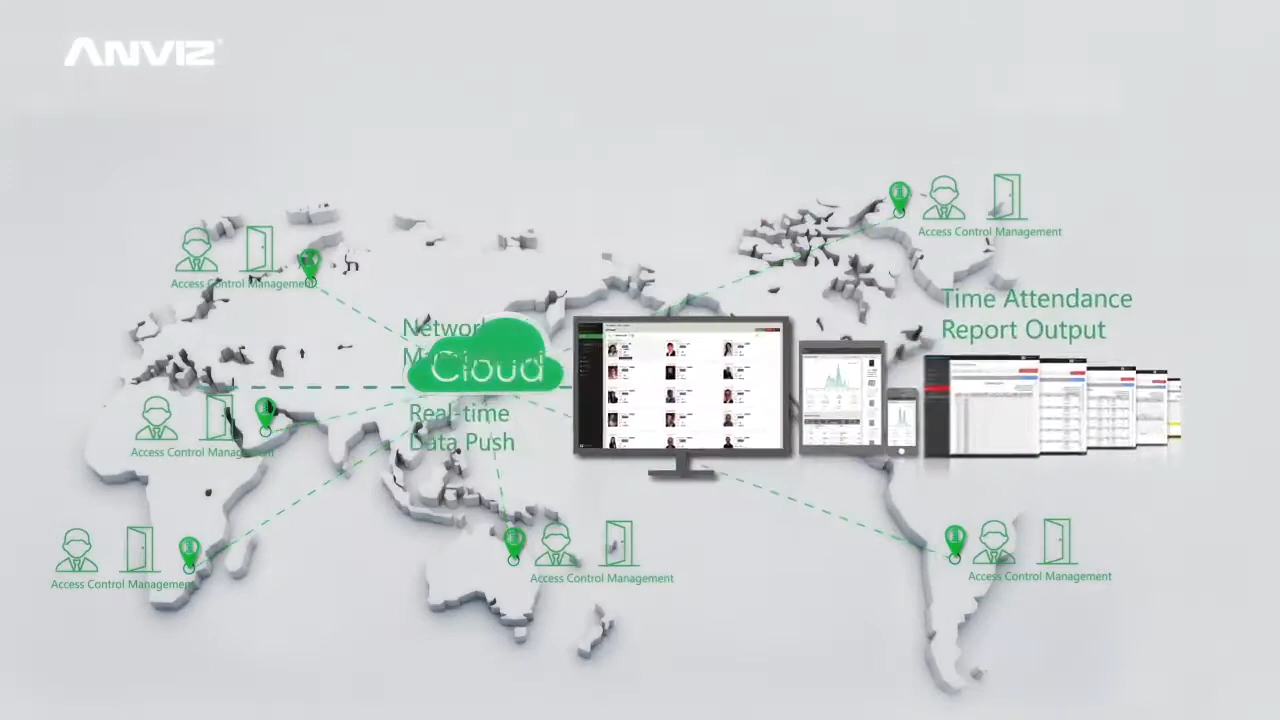 ANVIZ
Access Control Management
Access Control Management
Time Attendance
Report Output
Network
Cloud
Real-time
Data Push
Access Control Management
Access Control Management
Access Control Management
Access Control Management